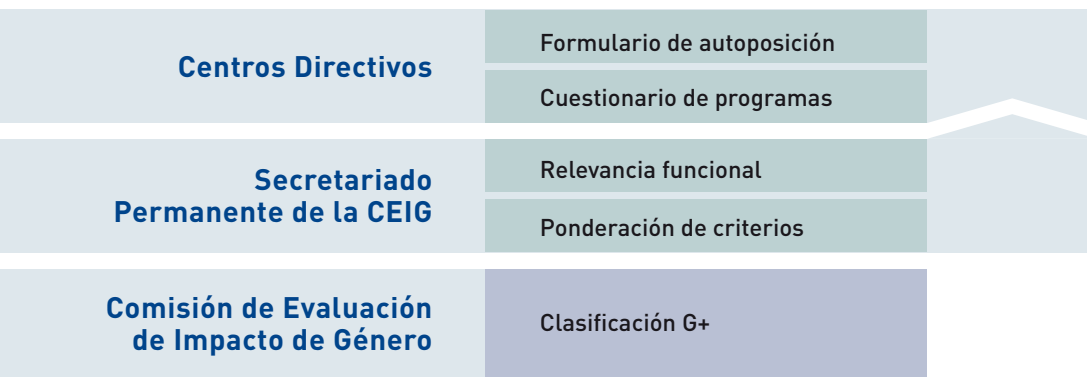 Centros Directivos
Formulario de autoposición
Cuestionario de programas
Secretariado
Permanente de la CEIG
Relevancia funcional
Ponderación de criterios
Comisión de Evaluación
de Impacto de Género
Clasificación G+